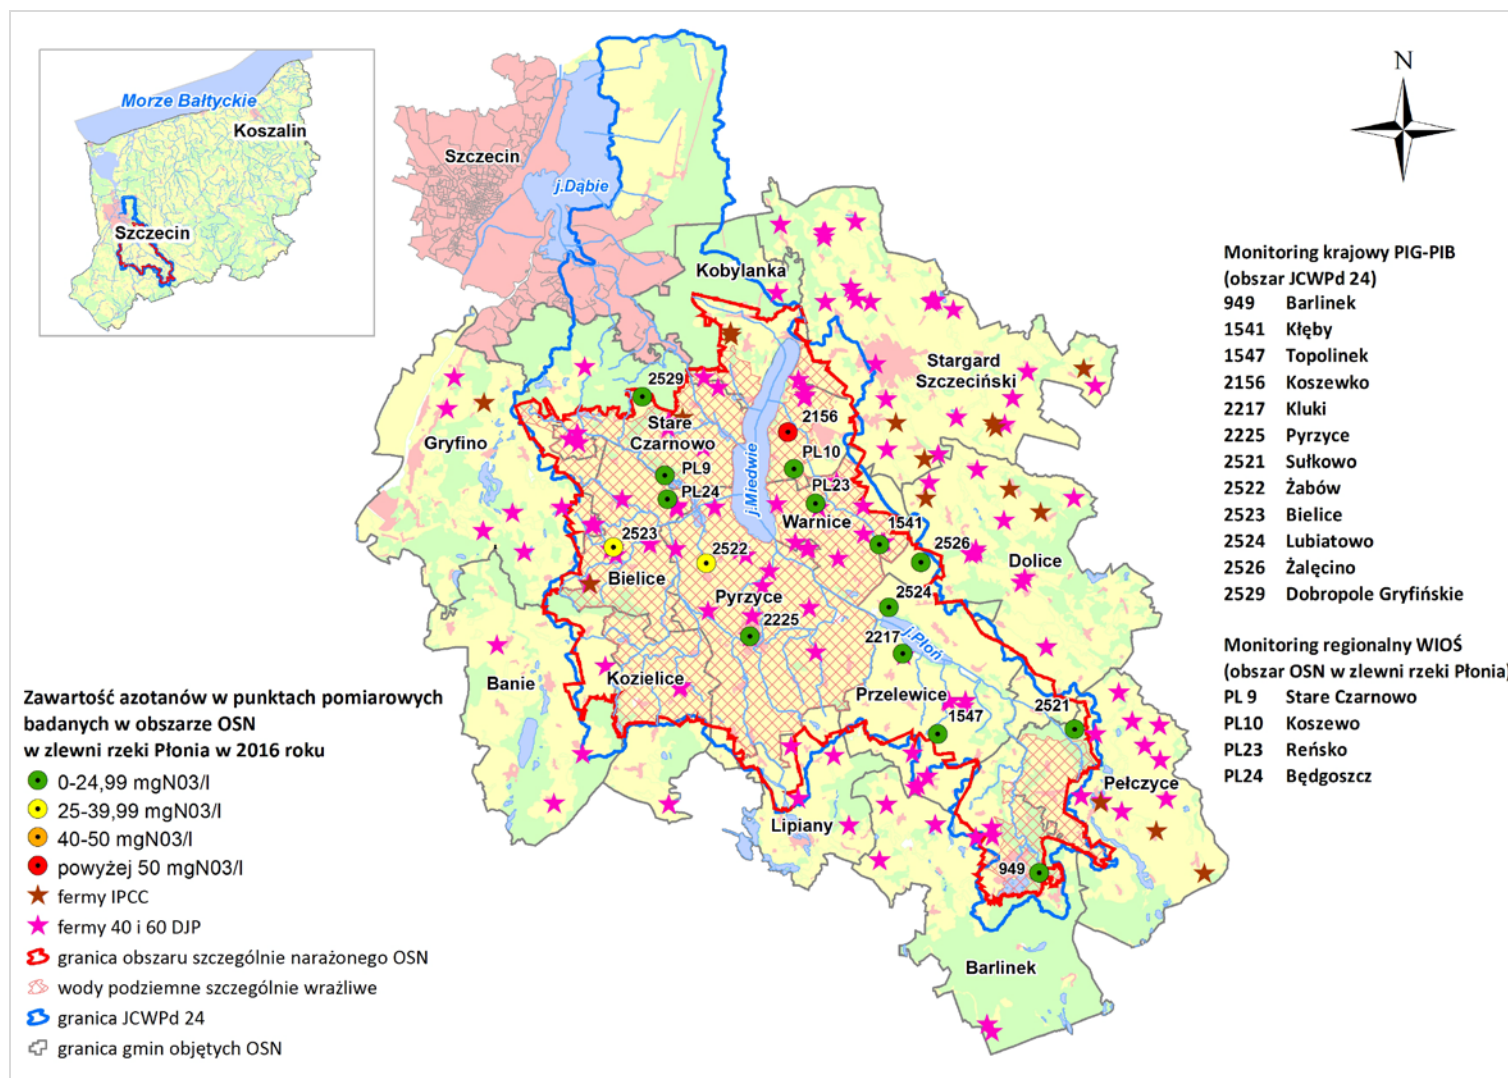 Morze Bałtyckie
Koszalin
Szczecin
N
Szczecin
j.Dąbie
Kobylanka
Stargard
Szczeciński
2529
Stare
Czarnowo
2156
Gryfino
PL9
PL10
j.Miedwie
PL24
PL23
Warnice
1541
2523
2522
2526
Dolice
Bielice
Pyrzyce
2524
2225
2217
j.Płoń
Banie
Kozielice
Przelewice
2521
1547
Pełczyce
Lipiany
949
Barlinek
Monitoring krajowy PIG-PIB
(obszar JCWPd 24)
949 Barlinek
1541 Kłęby
1547 Topolinek
2156 Koszewko
2217 Kluki
2225 Pyrzyce
2521 Sułkowo
2522 Żabów
2523 Bielice
2524 Lubiatowo
2526 Żalęcino
2529 Dobropole Gryfińskie
Monitoring regionalny WIOŚ
(obszar OSN w zlewni rzeki Płonia)
PL 9 Stare Czarnowo
PL10 Koszewo
PL23 Reńsko
PL24 Będgoszcz
Zawartość azotanów w punktach pomiarowych
badanych w obszarze OSN
w zlewni rzeki Płonia w 2016 roku
0-24,99 mgN03/l
25-39,99 mgN03/l
40-50 mgN03/l
powyżej 50 mgN03/l
fermy IPCC
fermy 40 i 60 DJP
granica obszaru szczególnie narażonego OSN
wody podziemne szczególnie wrażliwe
granica JCWPd 24
granica gmin objętych OSN